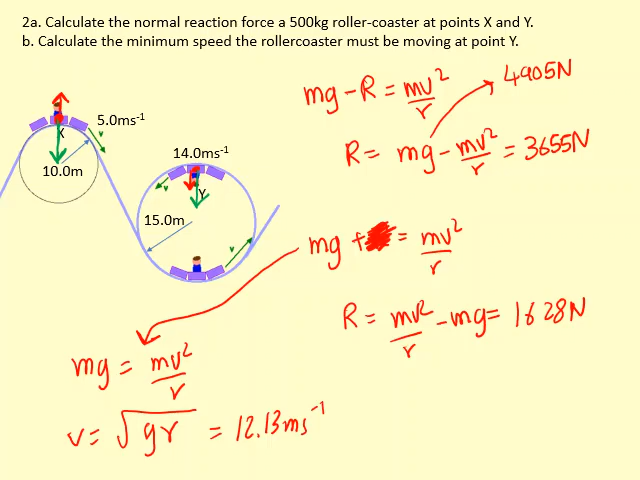 2a. Calculate the normal reaction force a 500kg roller-coaster at points X and Y.
b. Calculate the minimum speed the rollercoaster must be moving at point Y.
mg - R = mv²/r
4905N
R = mg - mv²/r = 3655N
X
5.0ms⁻¹
v
10.0m
14.0ms⁻¹
v
Y
15.0m
v
mg + = mv²/r
R = mv²/r - mg = 1628N
mg = mv²/r
v = √gr = 12.13ms⁻¹